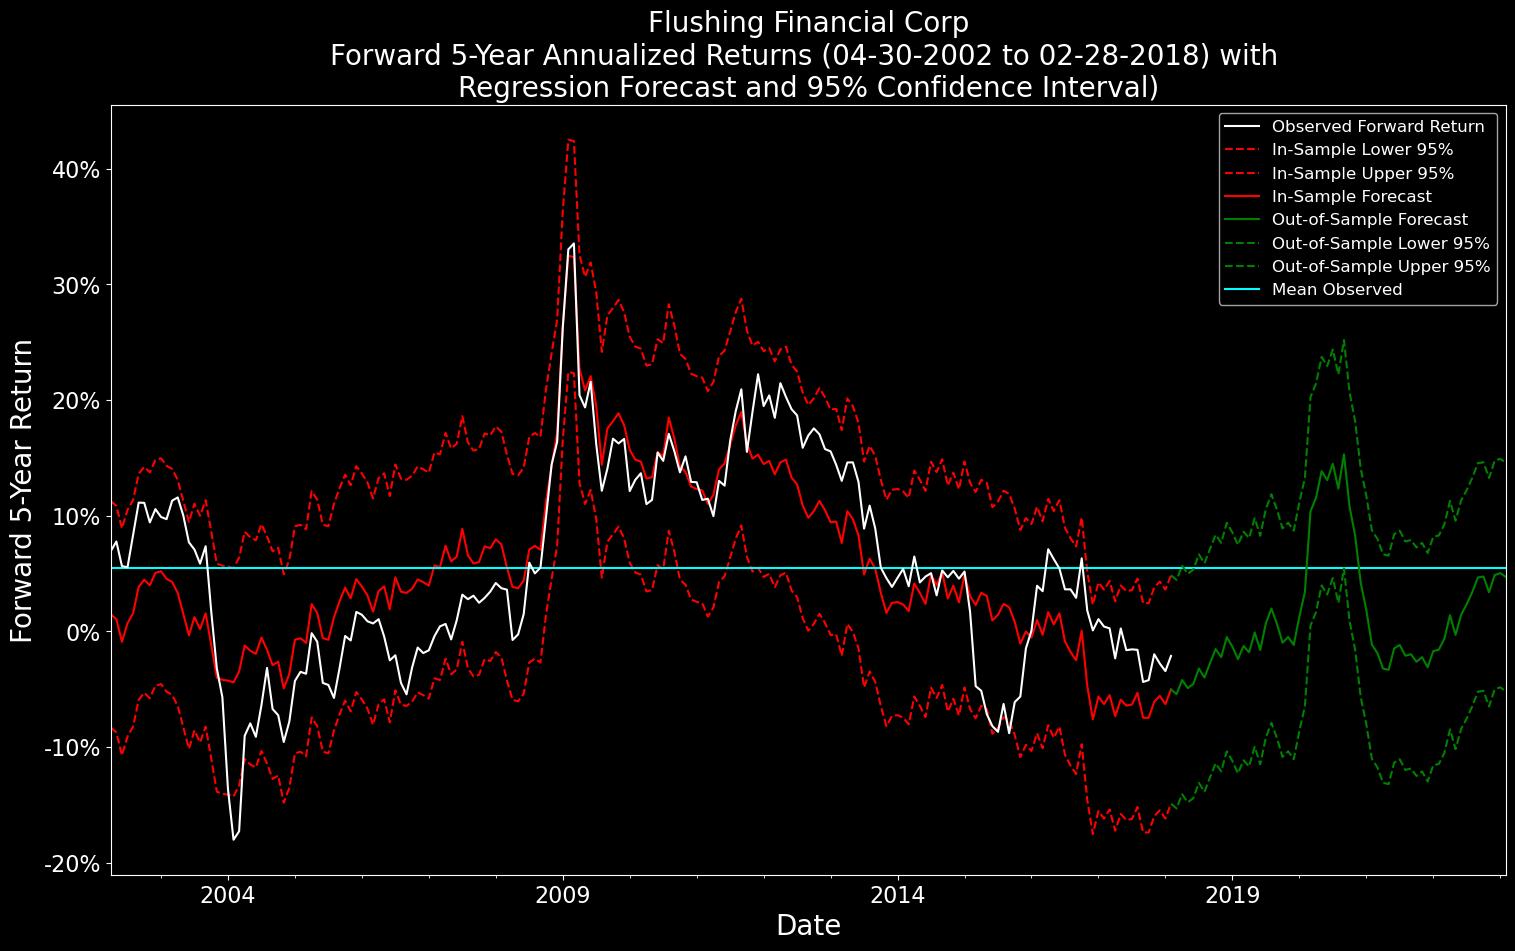 Flushing Financial Corp
Forward 5-Year Annualized Returns (04-30-2002 to 02-28-2018) with
Regression Forecast and 95% Confidence Interval)
Observed Forward Return
In-Sample Lower 95%
In-Sample Upper 95%
In-Sample Forecast
Out-of-Sample Forecast
Out-of-Sample Lower 95%
Out-of-Sample Upper 95%
Mean Observed
Forward 5-Year Return
40%
30%
20%
10%
0%
-10%
-20%
2004
2009
2014
2019
Date